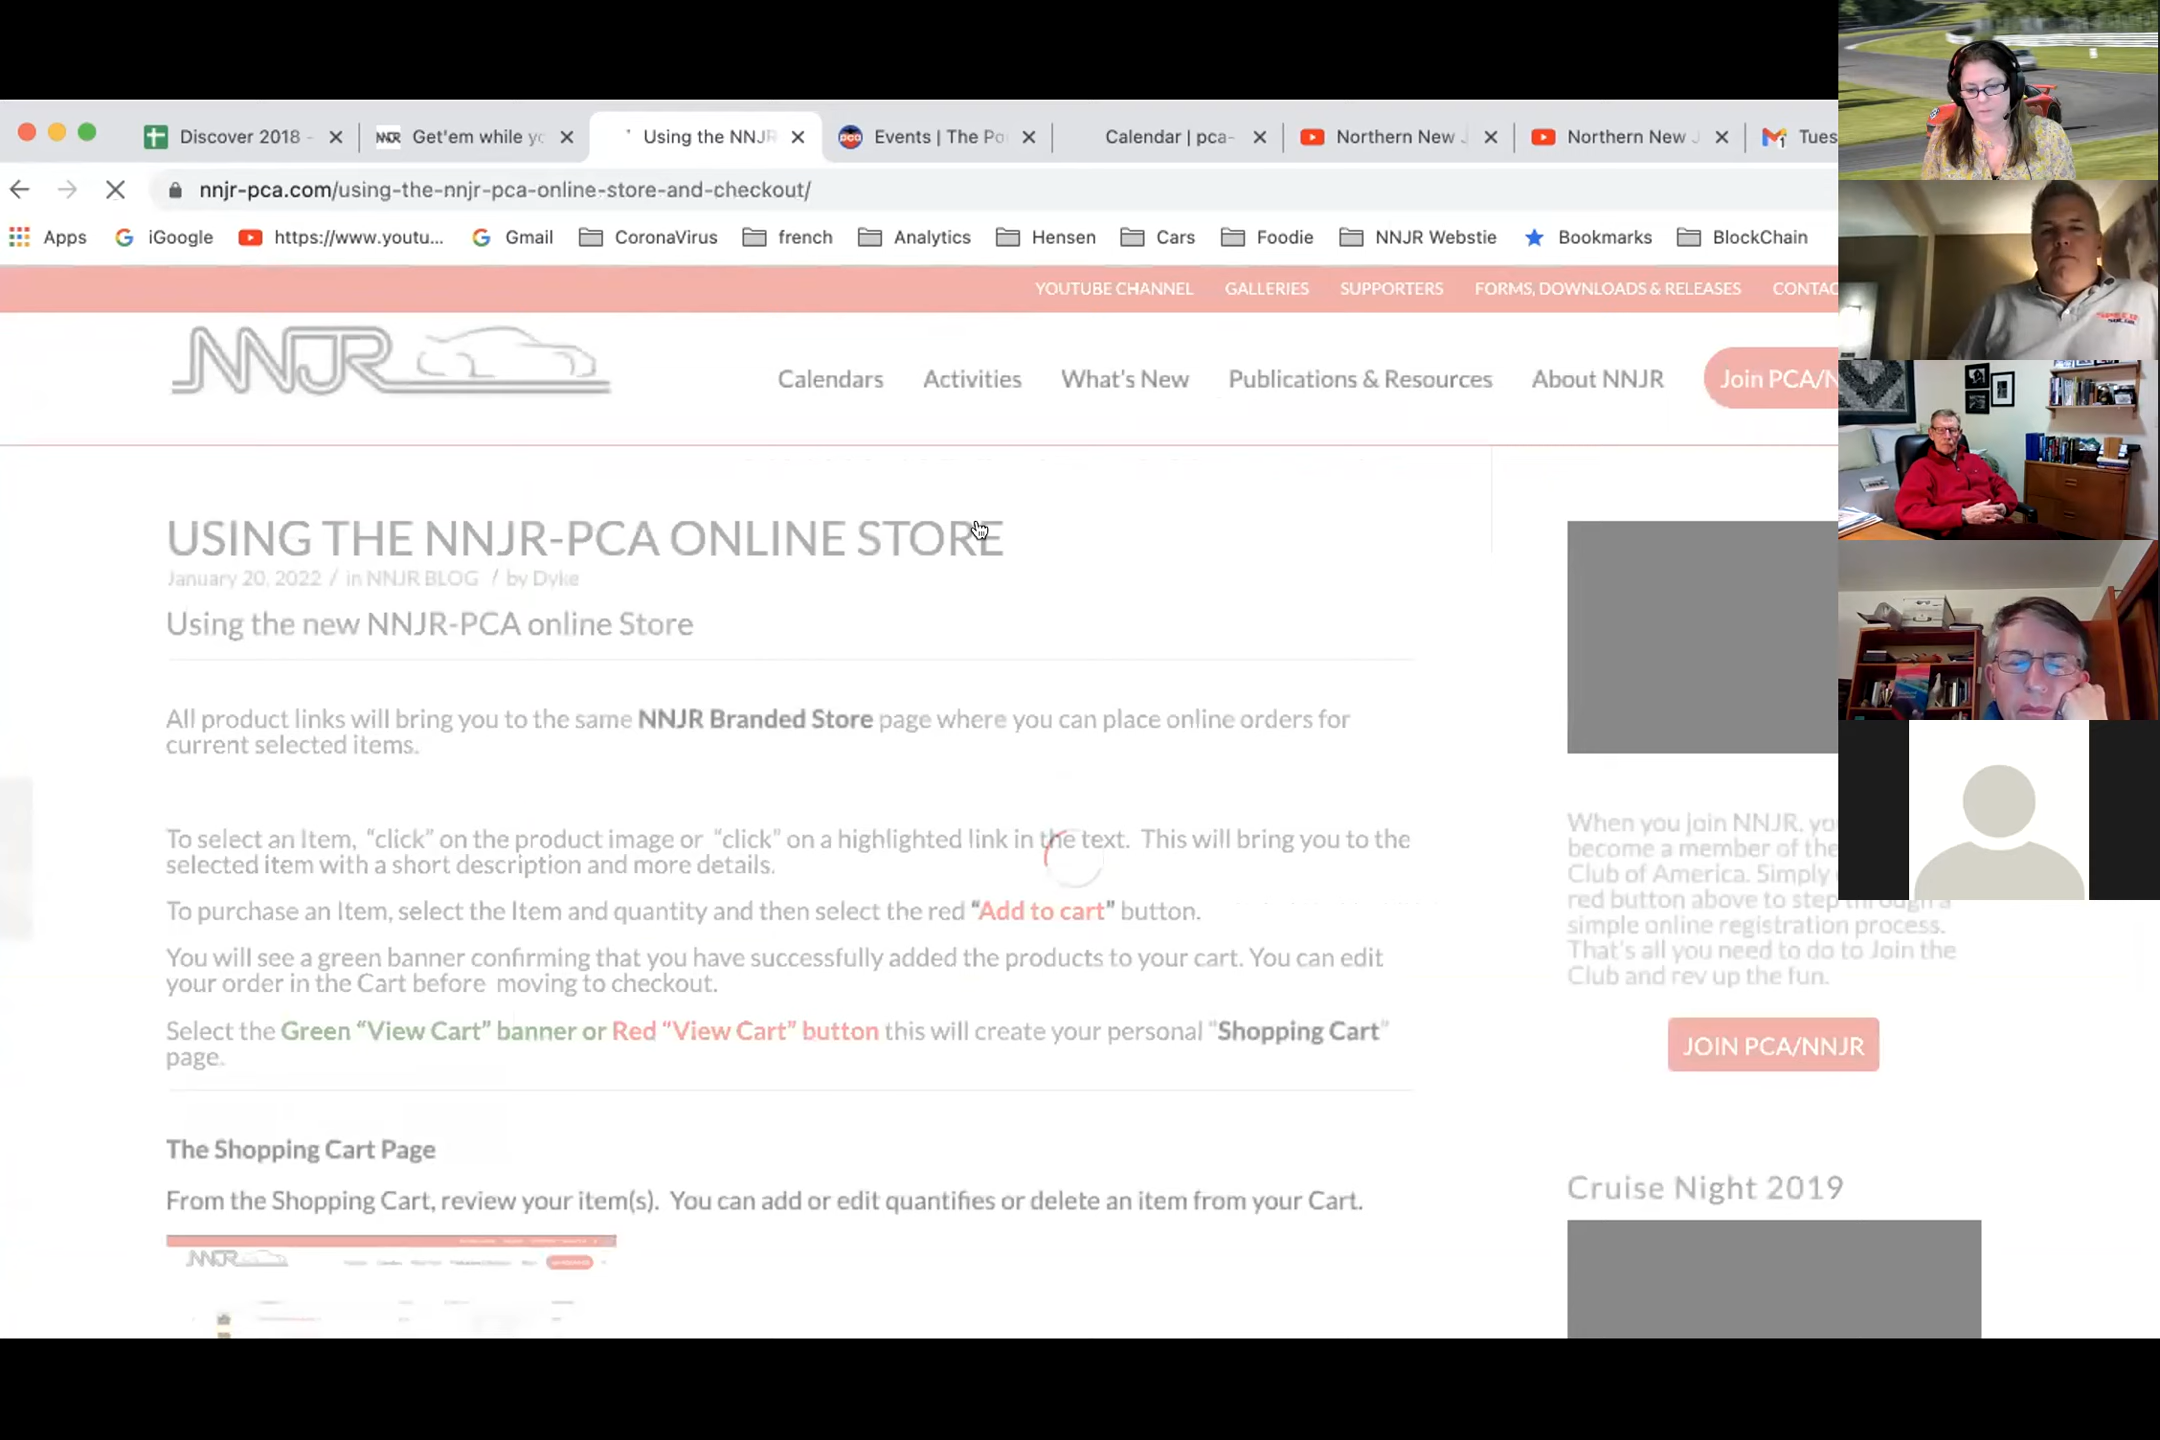 Discover 2018 -
NNJR Get'em while yo
Using the NNJR
Events | The Po
Calendar | pca-
Northern New J
Northern New J
Tues
nnjr-pca.com/using-the-nnjr-pca-online-store-and-checkout/
Apps iGoogle https://www.youtu... Gmail CoronaVirus french Analytics Hensen Cars Foodie NNJR Webstie Bookmarks BlockChain
YOUTUBE CHANNEL GALLERIES SUPPORTERS FORMS, DOWNLOADS & RELEASES CONTAC
NNJR
Calendars Activities What's New Publications & Resources About NNJR Join PCA/N
USING THE NNJR-PCA ONLINE STORE
January 20, 2022 / in NNJR BLOG / by Dyke
Using the new NNJR-PCA online Store
All product links will bring you to the same NNJR Branded Store page where you can place online orders for
current selected items.
To select an Item, “click” on the product image or “click” on a highlighted link in the text. This will bring you to the
selected item with a short description and more details.
To purchase an Item, select the Item and quantity and then select the red “Add to cart” button.
You will see a green banner confirming that you have successfully added the products to your cart. You can edit
your order in the Cart before moving to checkout.
Select the Green “View Cart” banner or Red “View Cart” button this will create your personal “Shopping Cart”
page.
The Shopping Cart Page
From the Shopping Cart, review your item(s). You can add or edit quantifies or delete an item from your Cart.
NNJR
When you join NNJR, yo
become a member of the
Club of America. Simply
red button above to step through a
simple online registration process.
That's all you need to do to Join the
Club and rev up the fun.
JOIN PCA/NNJR
Cruise Night 2019